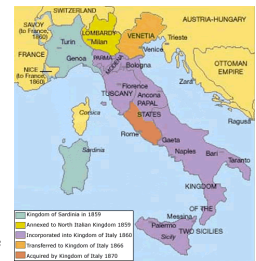 SWITZERLAND
AUSTRIA-HUNGARY
SAVOY
(to France,
1860)
LOMBARDY
VENETIA
Trieste
Turin
Milan
Venice
FRANCE
PARMA
Genoa
Bologna
OTTOMAN
EMPIRE
NICE
(to France,
1860)
Florence
Zara
TUSCANY
Ancona
PAPAL
STATES
Ragusa
Corsica
Rome
Gaeta
Bari
Naples
Taranto
Sardinia
KINGDOM
OF THE
Messina
TWO SICILIES
Palermo
Sicily
Kingdom of Sardinia in 1859
Annexed to North Italian Kingdom 1859
Incorporated into Kingdom of Italy 1860
Transferred to Kingdom of Italy 1866
Acquired by Kingdom of Italy 1870